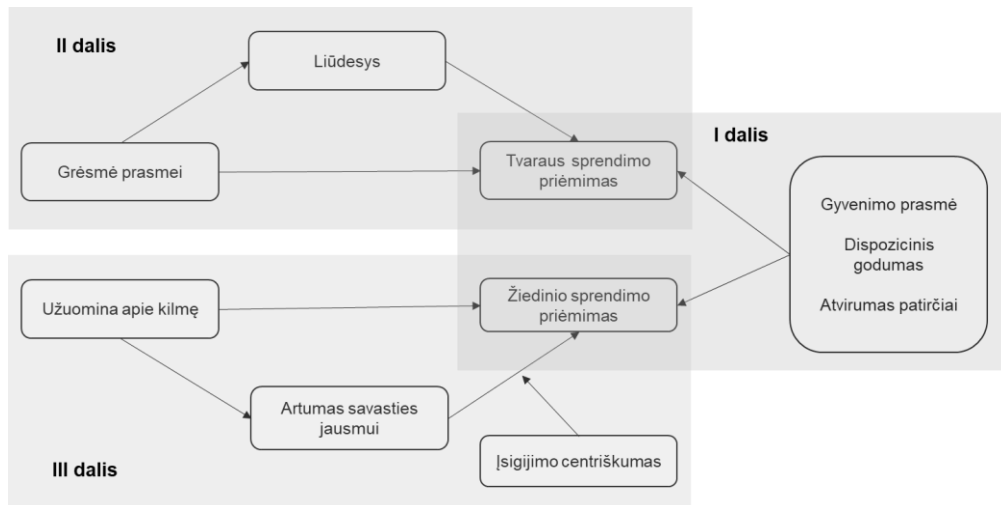 II dalis
Liūdesys
Grėsmė prasmei
Tvaraus sprendimo
priėmimas
I dalis
Gyvenimo prasmė
Dispozicinis
godumas
Atvirumas patirčiai
Užuomina apie kilmę
Žiedinio sprendimo
priėmimas
Artumas savasties
jausmui
Įsigijimo centriškumas
III dalis